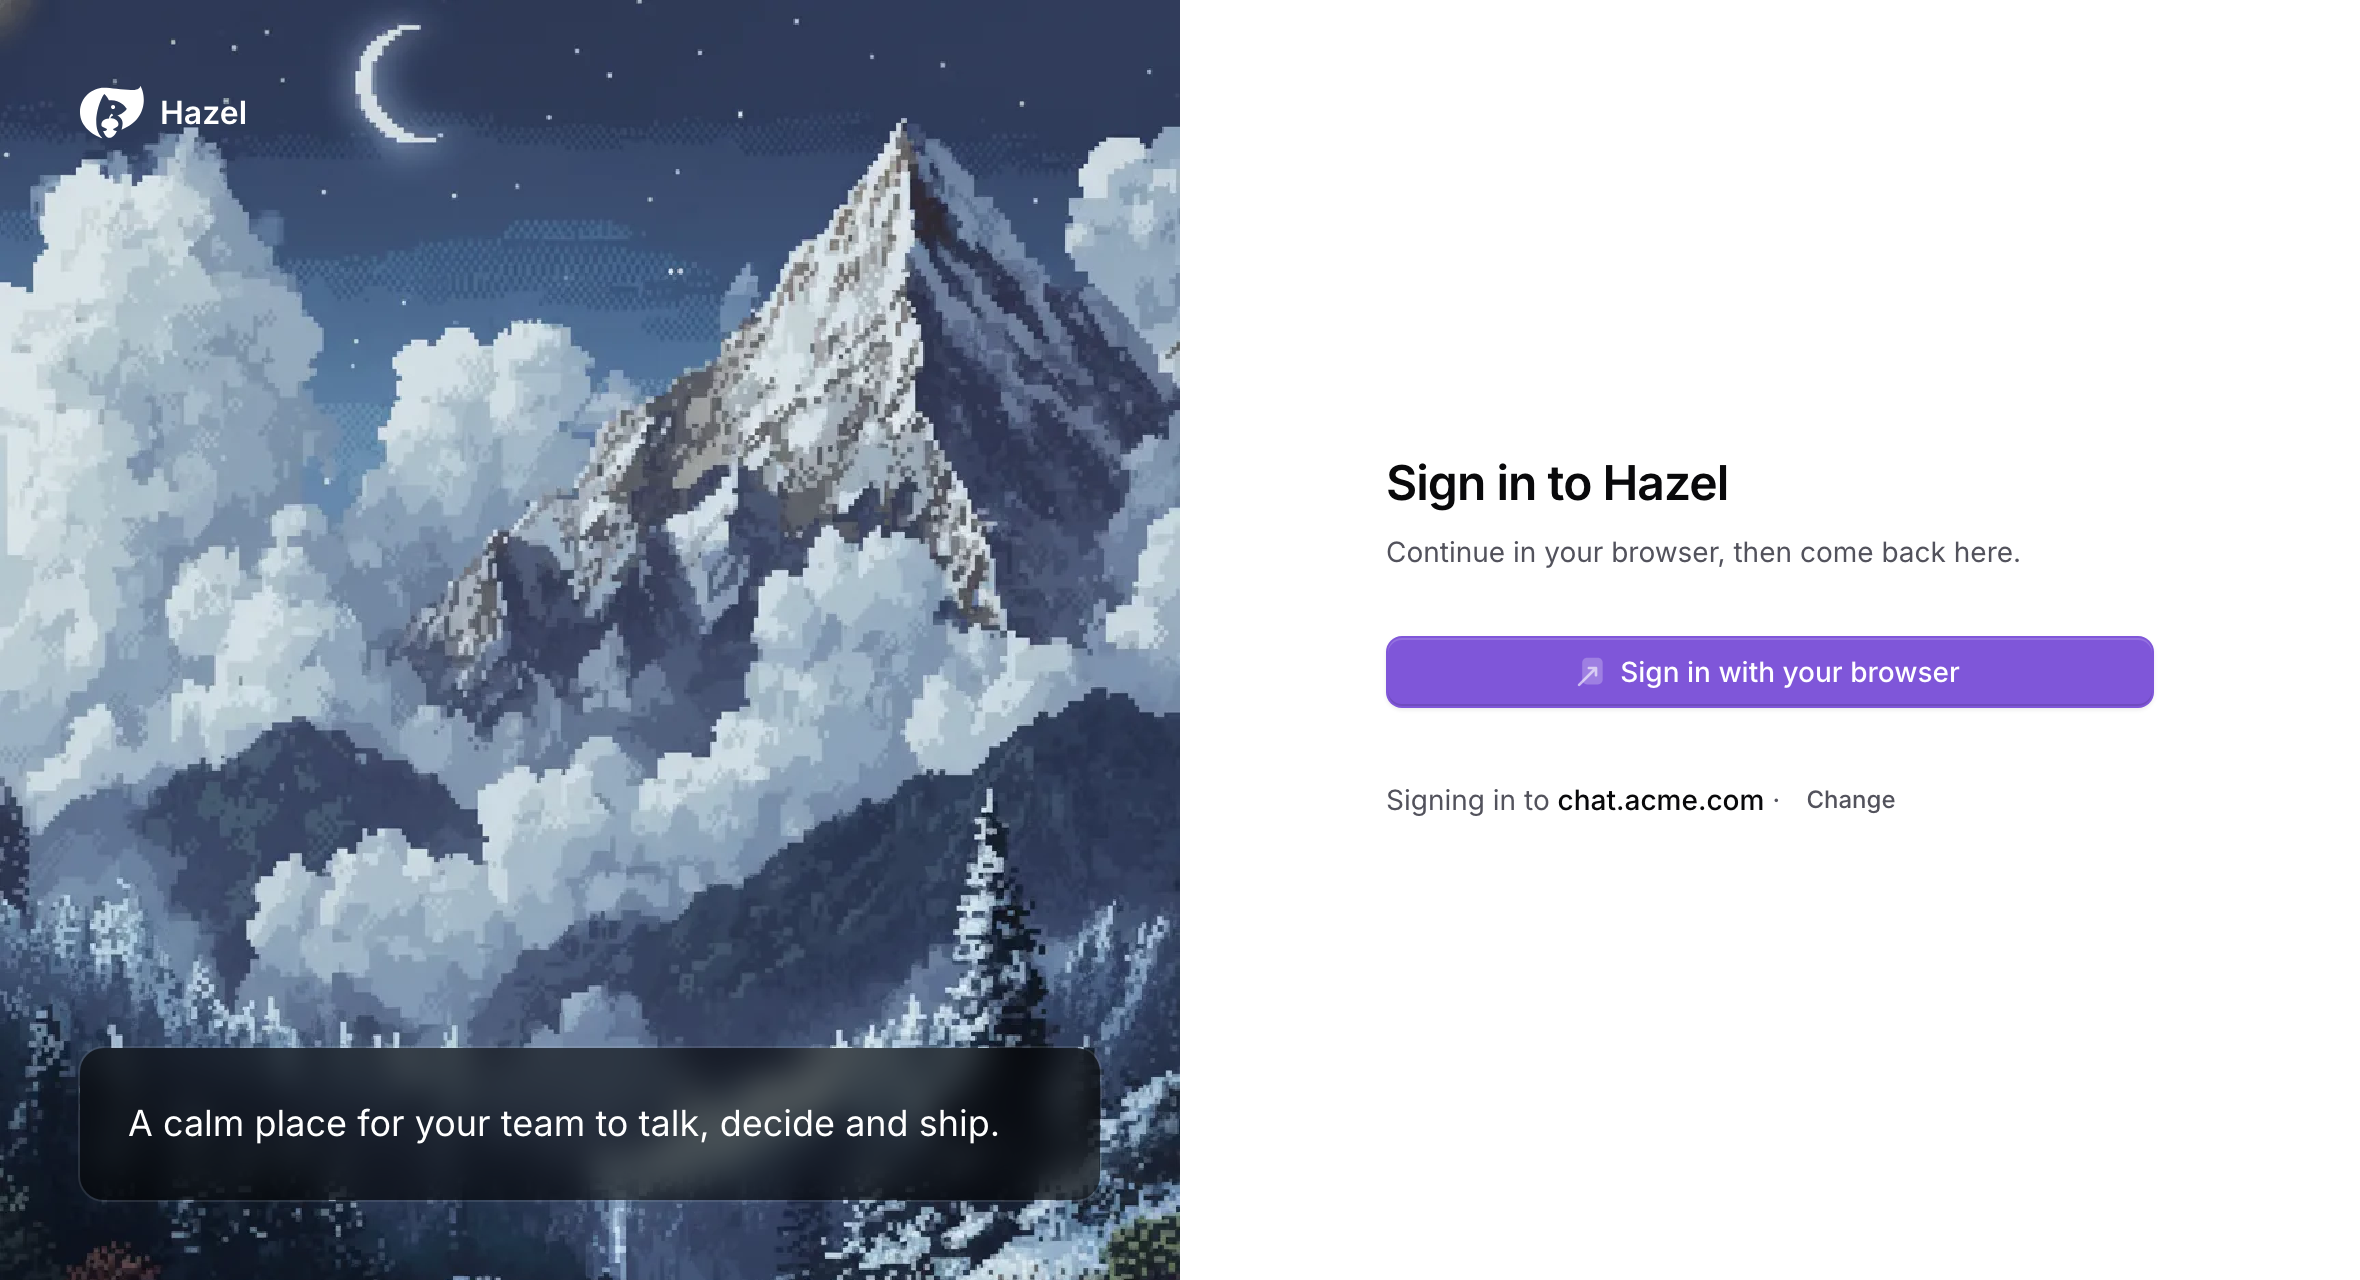 Hazel
A calm place for your team to talk, decide and ship.
Sign in to Hazel
Continue in your browser, then come back here.
Sign in with your browser
Signing in to chat.acme.com · Change